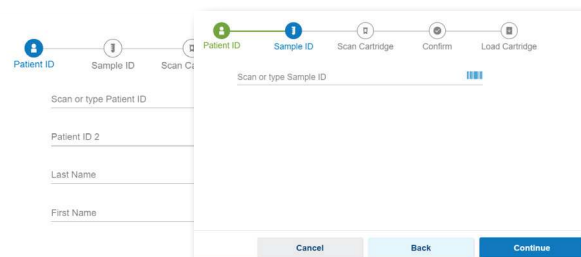 Patient ID
Sample ID
Scan Ca
Scan or type Patient ID
Patient ID 2
Last Name
First Name
Patient ID
Sample ID
Scan Cartridge
Confirm
Load Cartridge
Scan or type Sample ID
Cancel
Back
Continue